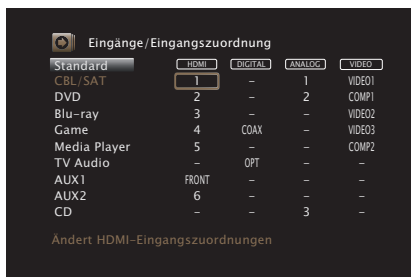 Eingänge/Eingangszuordnung
Standard HDMI DIGITAL ANALOG VIDEO
CBL/SAT 1 – 1 VIDEO1
DVD 2 – 2 COMP1
Blu-ray 3 – – VIDEO2
Game 4 COAX – VIDEO3
Media Player 5 – – COMP2
TV Audio – OPT – –
AUX1 FRONT – – –
AUX2 6 – – –
CD – – 3 –
Ändert HDMI-Eingangszuordnungen